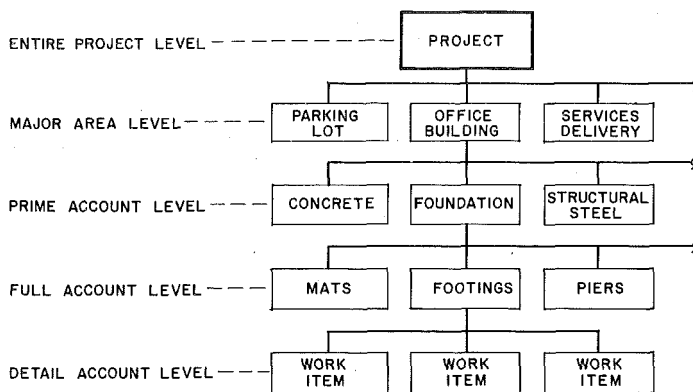 ENTIRE PROJECT LEVEL
PROJECT
MAJOR AREA LEVEL
PARKING
LOT
OFFICE
BUILDING
SERVICES
DELIVERY
PRIME ACCOUNT LEVEL
CONCRETE
FOUNDATION
STRUCTURAL
STEEL
FULL ACCOUNT LEVEL
MATS
FOOTINGS
PIERS
DETAIL ACCOUNT LEVEL
WORK
ITEM
WORK
ITEM
WORK
ITEM